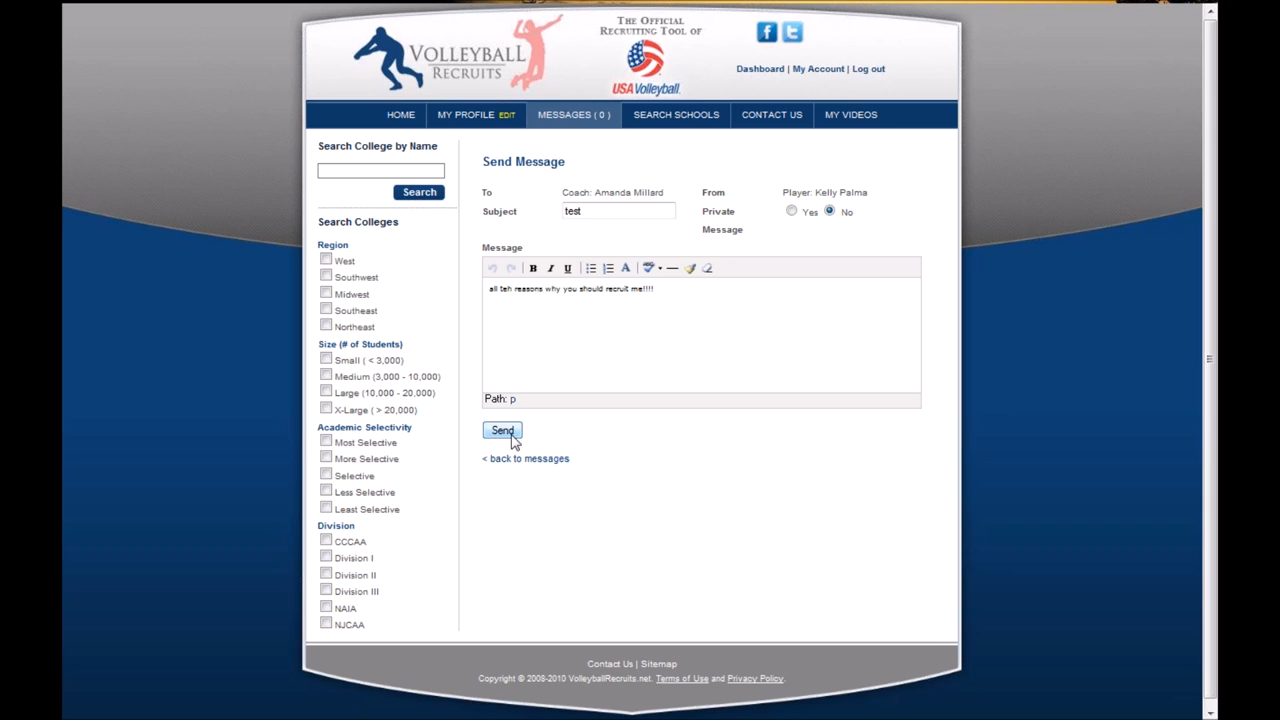 VOLLEYBALL
RECRUITS
THE OFFICIAL
RECRUITING TOOL OF
USAVolleyball.
f t
Dashboard | My Account | Log out
HOME MY PROFILE EDIT MESSAGES ( 0 ) SEARCH SCHOOLS CONTACT US MY VIDEOS
Search College by Name
Search
Search Colleges
Region
West
Southwest
Midwest
Southeast
Northeast
Size (# of Students)
Small ( < 3,000)
Medium (3,000 - 10,000)
Large (10,000 - 20,000)
X-Large ( > 20,000)
Academic Selectivity
Most Selective
More Selective
Selective
Less Selective
Least Selective
Division
CCCAA
Division I
Division II
Division III
NAIA
NJCAA
Send Message
To Coach: Amanda Millard From Player: Kelly Palma
Subject test Private Yes No
Message
Message
B I U A ABC
all teh reasons why you should recruit me!!!!
Path: p
Send
< back to messages
Contact Us | Sitemap
Copyright © 2008-2010 VolleyballRecruits.net. Terms of Use and Privacy Policy.